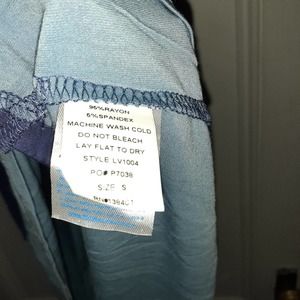 95%RAYON
5%SPANDEX
MACHINE WASH COLD
DO NOT BLEACH
LAY FLAT TO DRY
STYLE LV1004
PO# P7038
SIZE S